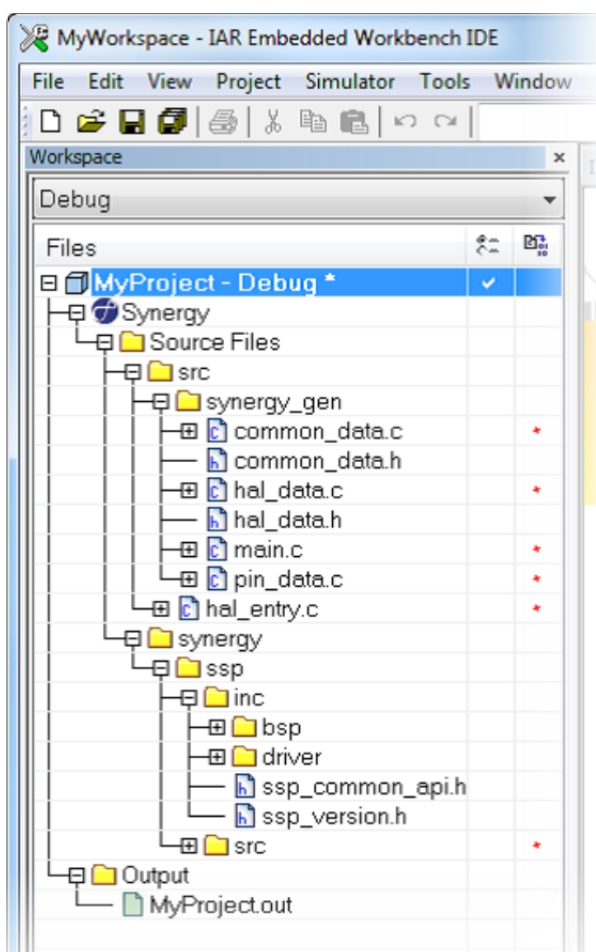 MyWorkspace - IAR Embedded Workbench IDE
File Edit View Project Simulator Tools Window
Workspace
Debug
Files
MyProject - Debug *
Synergy
Source Files
src
synergy_gen
common_data.c
common_data.h
hal_data.c
hal_data.h
main.c
pin_data.c
hal_entry.c
synergy
ssp
inc
bsp
driver
ssp_common_api.h
ssp_version.h
src
Output
MyProject.out